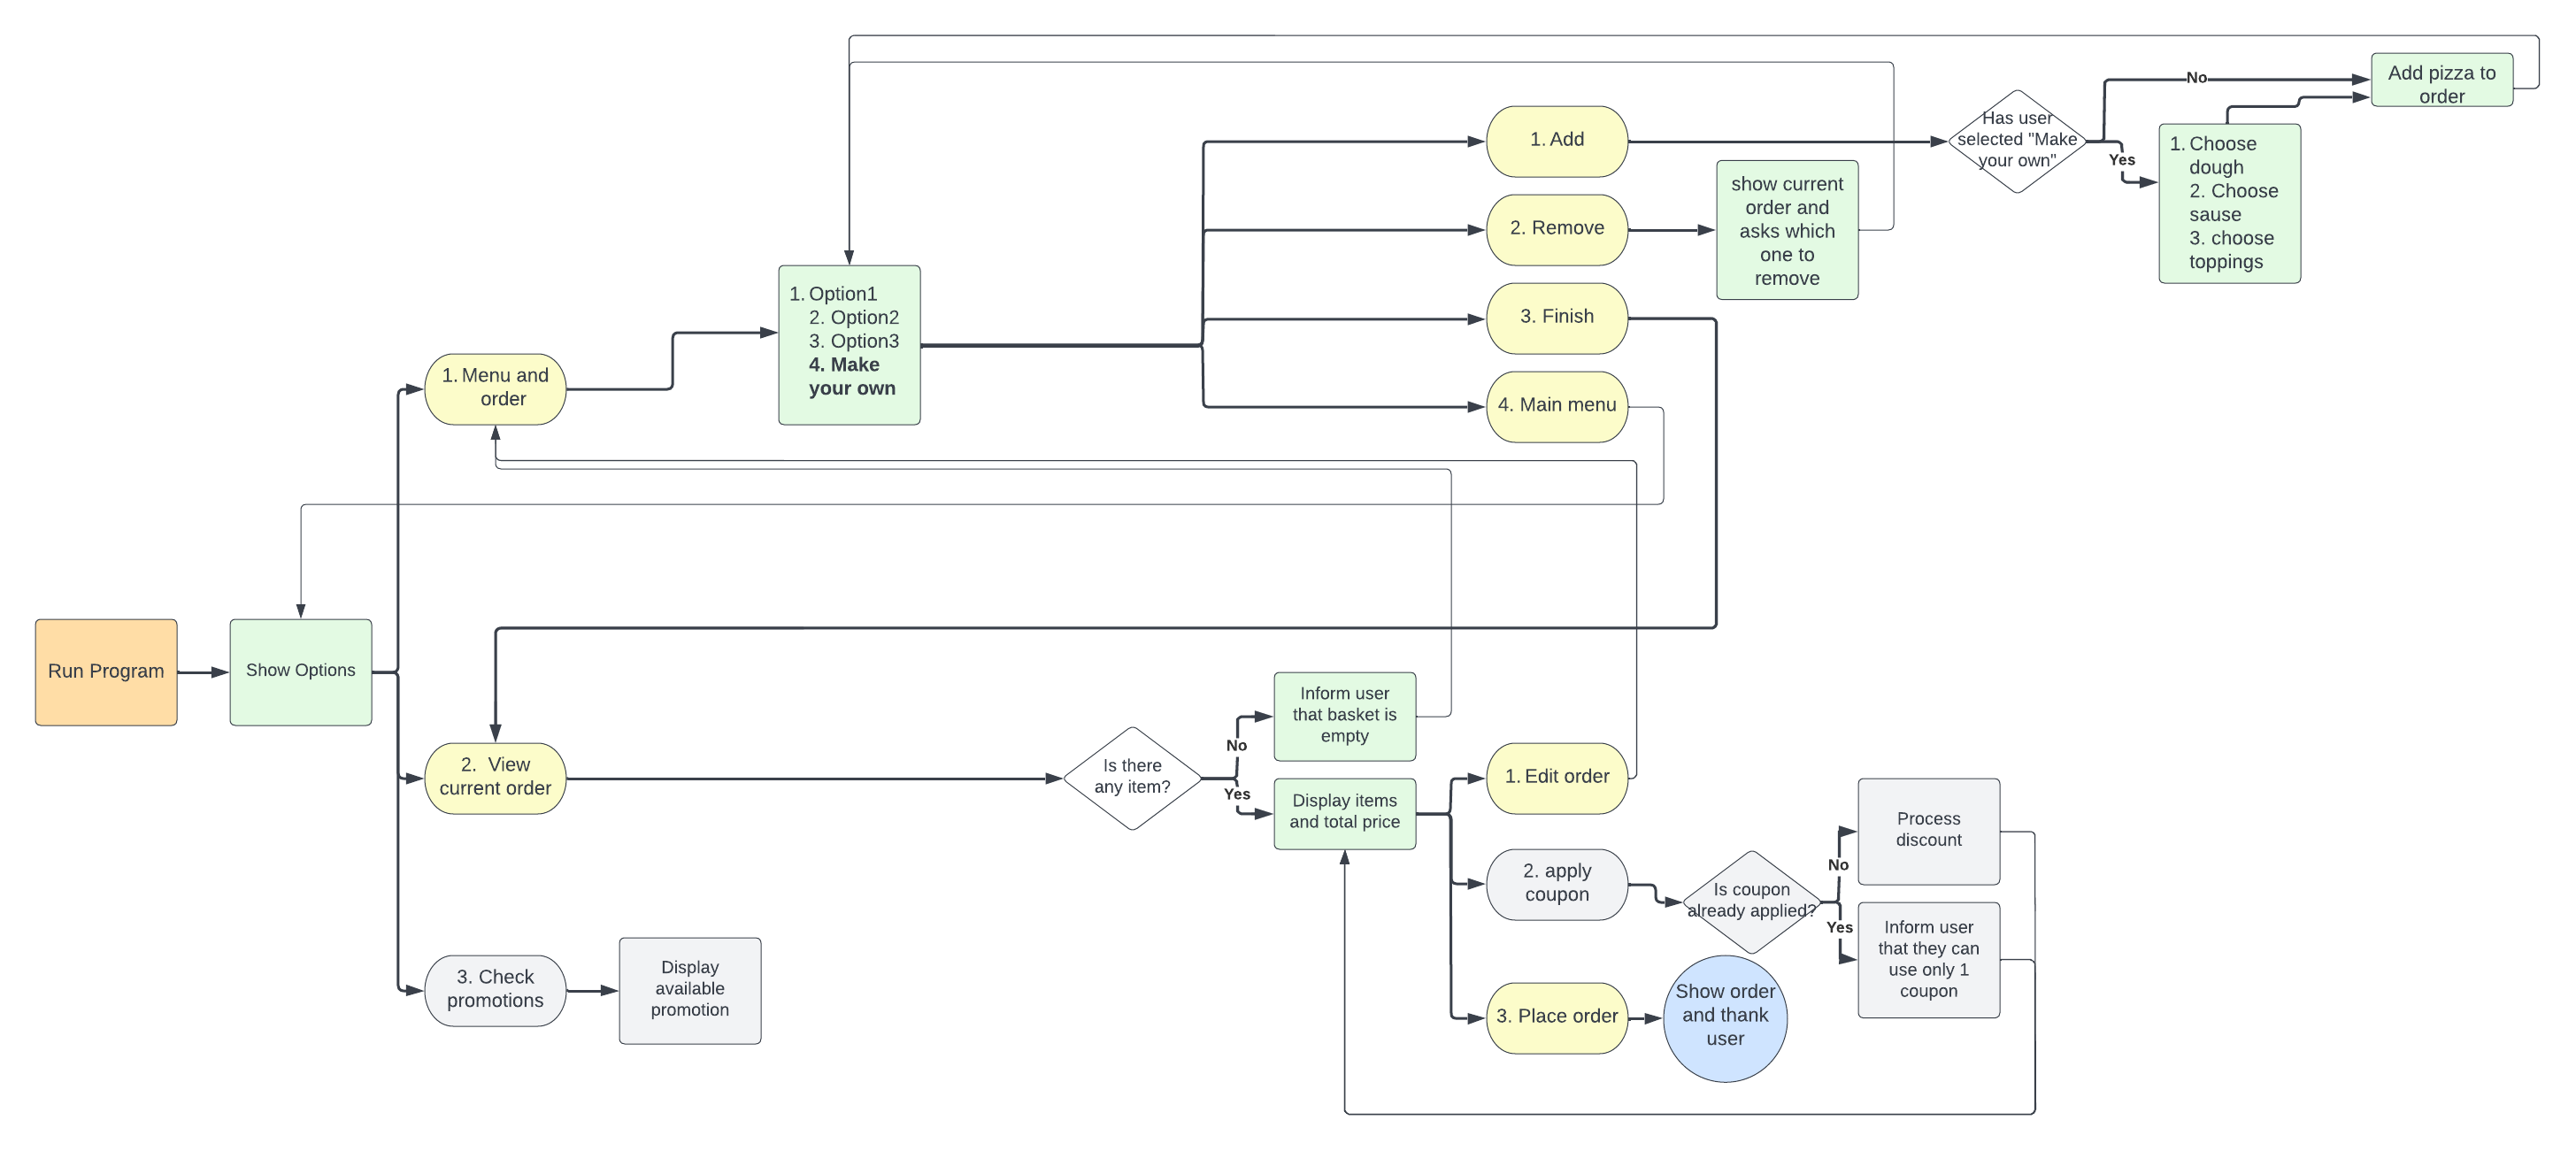 Run Program
Show Options
1. Menu and
order
2.  View
current order
3. Check
promotions
Display
available
promotion
1. Option1
2. Option2
3. Option3
4. Make
your own
1. Add
2. Remove
3. Finish
4. Main menu
show current
order and
asks which
one to
remove
Has user
selected "Make
your own"
No
Yes
1. Choose
dough
2. Choose
sause
3. choose
toppings
Add pizza to
order
Is there
any item?
No
Yes
Inform user
that basket is
empty
Display items
and total price
1. Edit order
2. apply
coupon
3. Place order
Is coupon
already applied?
No
Yes
Process
discount
Inform user
that they can
use only 1
coupon
Show order
and thank
user